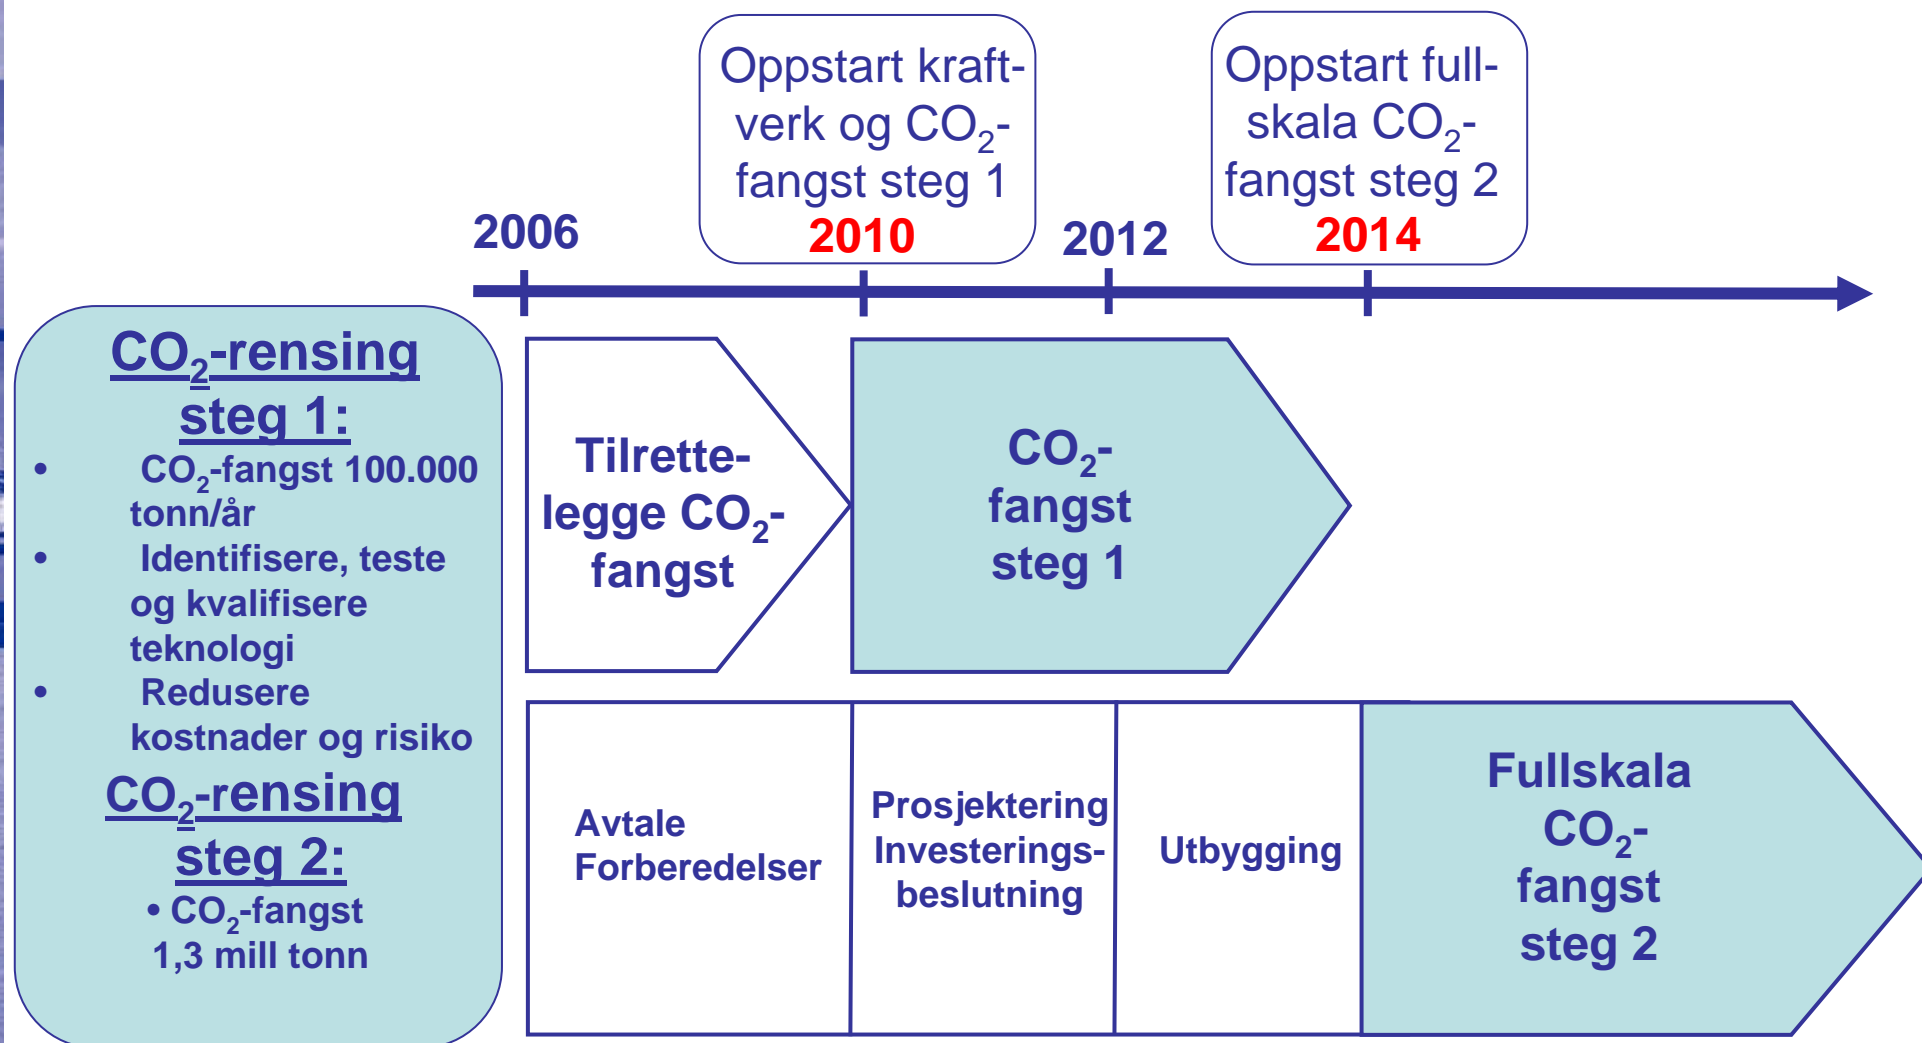 Oppstart kraft-
verk og CO₂-
fangst steg 1
2010
Oppstart full-
skala CO₂-
fangst steg 2
2014
2006
2012
CO₂-rensing
steg 1:
• CO₂-fangst 100.000
tonn/år
• Identifisere, teste
og kvalifisere
teknologi
• Redusere
kostnader og risiko
CO₂-rensing
steg 2:
• CO₂-fangst
1,3 mill tonn
Tilrette-
legge CO₂-
fangst
CO₂-
fangst
steg 1
Avtale
Forberedelser
Prosjektering
Investerings-
beslutning
Utbygging
Fullskala
CO₂-
fangst
steg 2